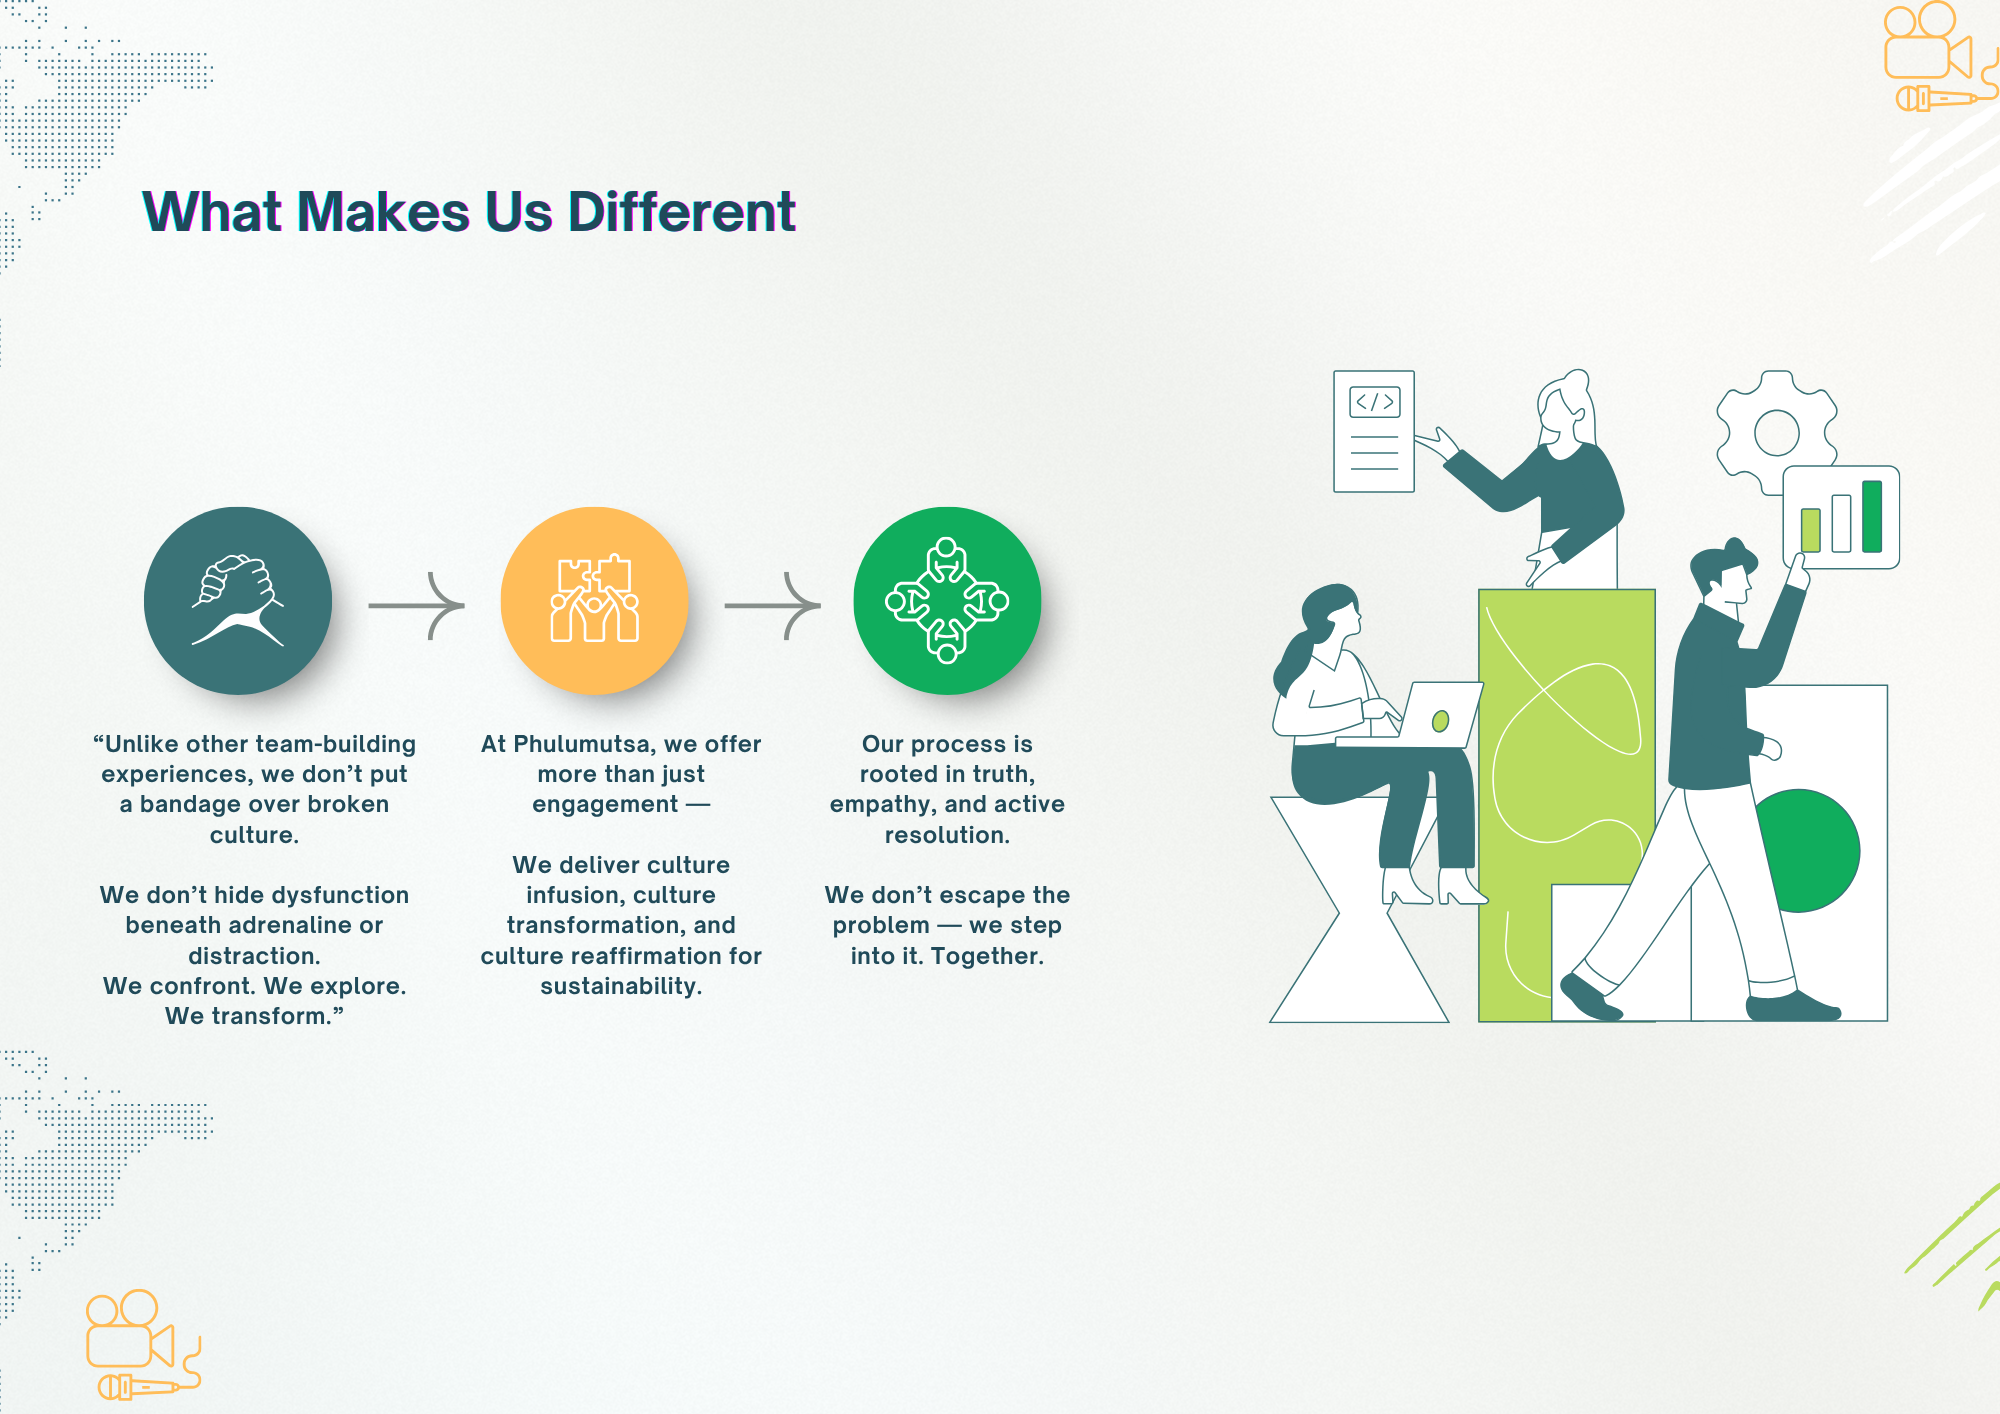 What Makes Us Different
“Unlike other team-building
experiences, we don’t put
a bandage over broken
culture.
We don’t hide dysfunction
beneath adrenaline or
distraction.
We confront. We explore.
We transform.”
At Phulumutsa, we offer
more than just
engagement —
We deliver culture
infusion, culture
transformation, and
culture reaffirmation for
sustainability.
Our process is
rooted in truth,
empathy, and active
resolution.
We don’t escape the
problem — we step
into it. Together.